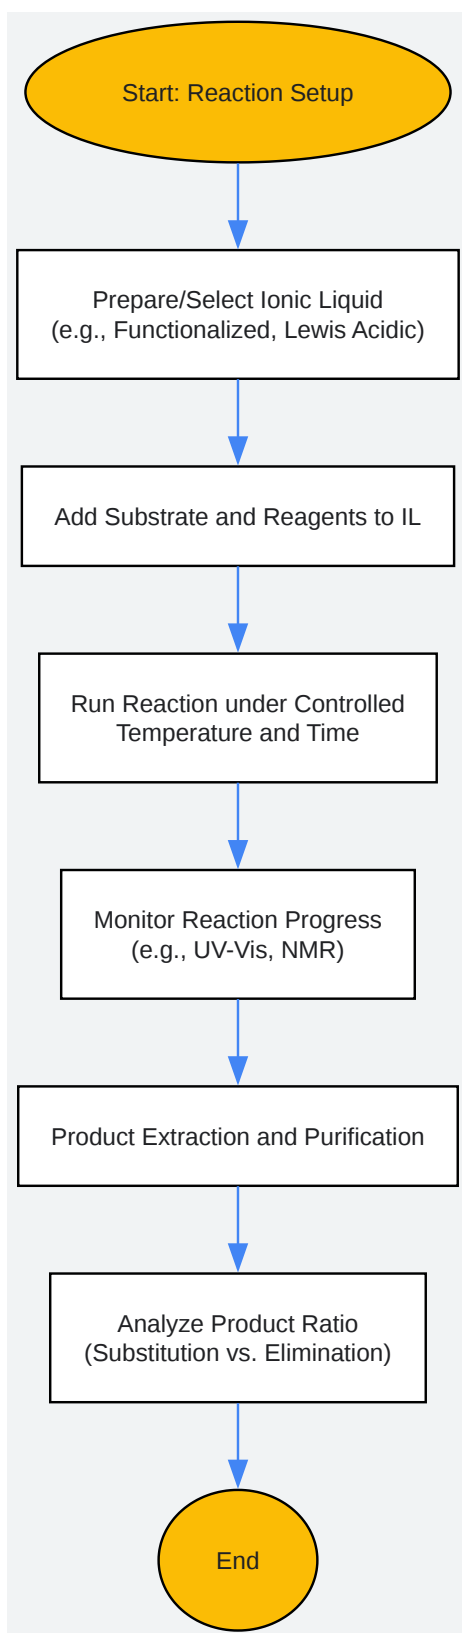 Start: Reaction Setup
Prepare/Select Ionic Liquid
(e.g., Functionalized, Lewis Acidic)
Add Substrate and Reagents to IL
Run Reaction under Controlled
Temperature and Time
Monitor Reaction Progress
(e.g., UV-Vis, NMR)
Product Extraction and Purification
Analyze Product Ratio
(Substitution vs. Elimination)
End